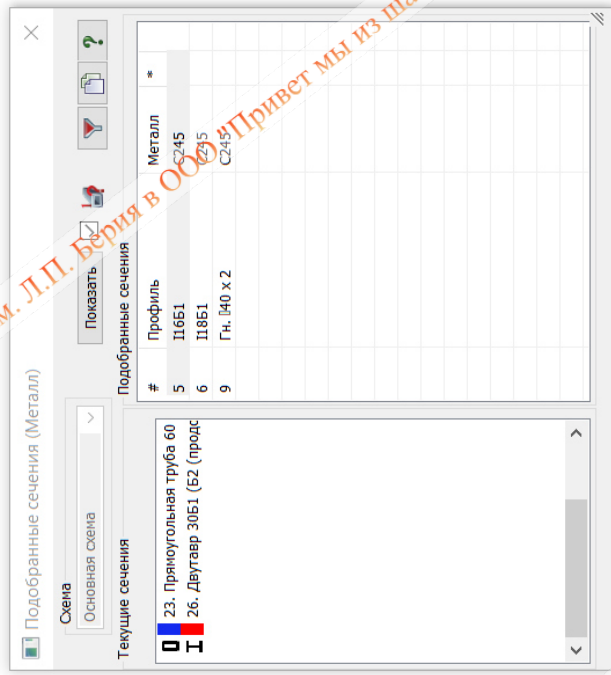 Подобранные сечения (Металл)
Схема
Основная схема
Показать
Текущие сечения
23. Прямоугольная труба 60
26. Двутавр 30Б1 (Б2 (продо
Подобранные сечения
# Профиль Металл *
5 I16Б1 С245
6 I18Б1 С245
9 Гн. 40 x 2 С245
м. Л.П. Берия в ООО "Привет мы из